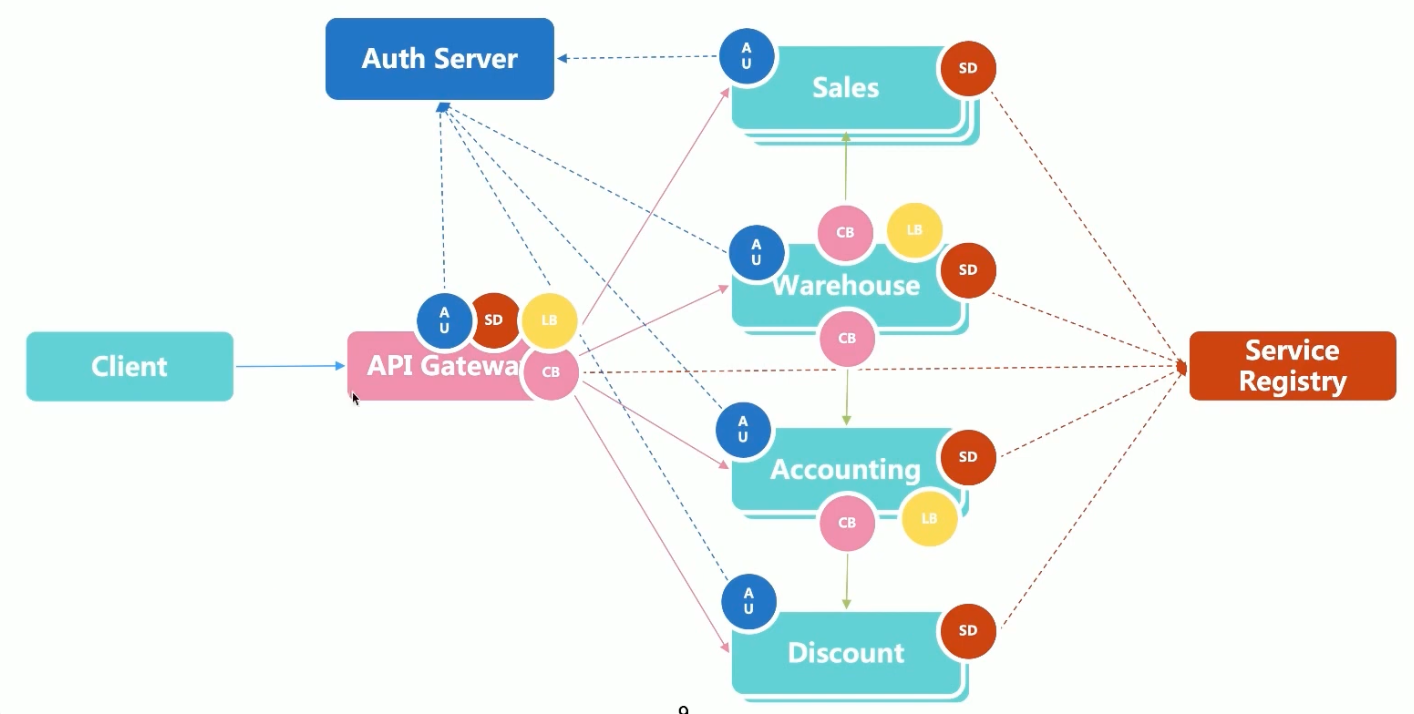 Auth Server
A
U
Sales
SD
A
U
CB
LB
Warehouse
SD
CB
Client
A
U
SD
LB
API Gatewa
CB
Service
Registry
A
U
Accounting
SD
CB
LB
A
U
Discount
SD
9